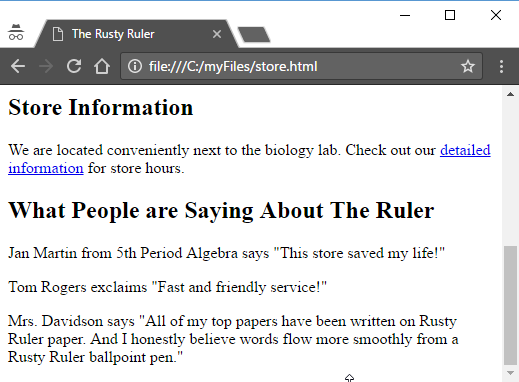 The Rusty Ruler
file:///C:/myFiles/store.html
Store Information
We are located conveniently next to the biology lab. Check out our detailed
information for store hours.
What People are Saying About The Ruler
Jan Martin from 5th Period Algebra says "This store saved my life!"
Tom Rogers exclaims "Fast and friendly service!"
Mrs. Davidson says "All of my top papers have been written on Rusty
Ruler paper. And I honestly believe words flow more smoothly from a
Rusty Ruler ballpoint pen."